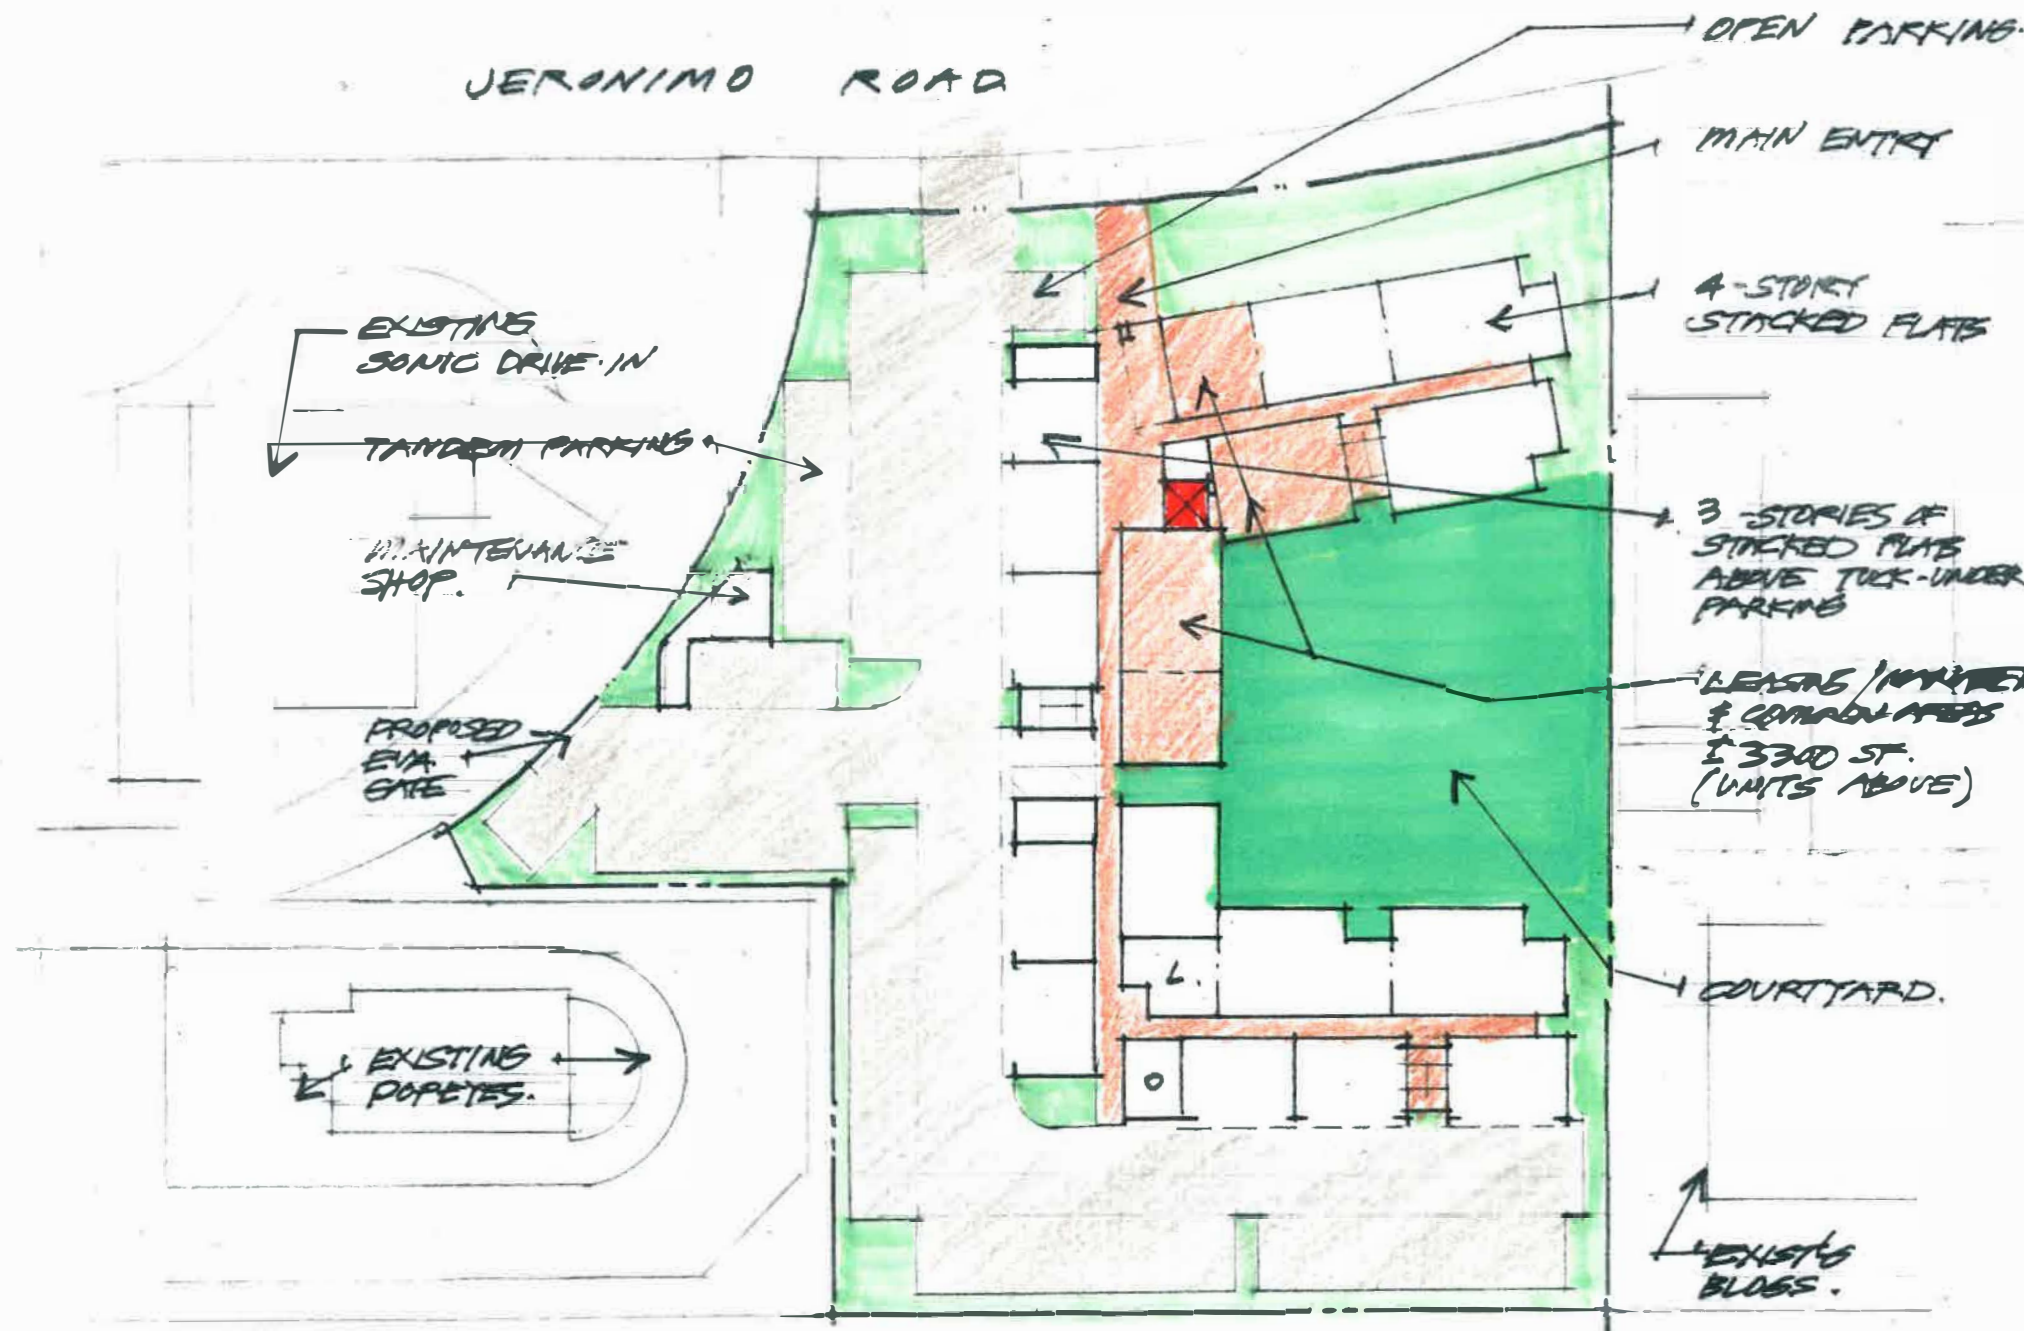 JERONIMO ROAD
OPEN PARKING.
MAIN ENTRY
4-STORY
STACKED FLATS
3-STORIES OF
STACKED FLATS
ABOVE TUCK-UNDER
PARKING
LEASING /
& COMMON AREAS
± 3300 SF.
(UNITS ABOVE)
COURTYARD.
EXIST'G
BLDGS.
EXISTING
SONIC DRIVE-IN
TANDEM PARKING
MAINTENANCE
SHOP.
PROPOSED
EVA
GATE
EXISTING
POPEYES.
L.
O